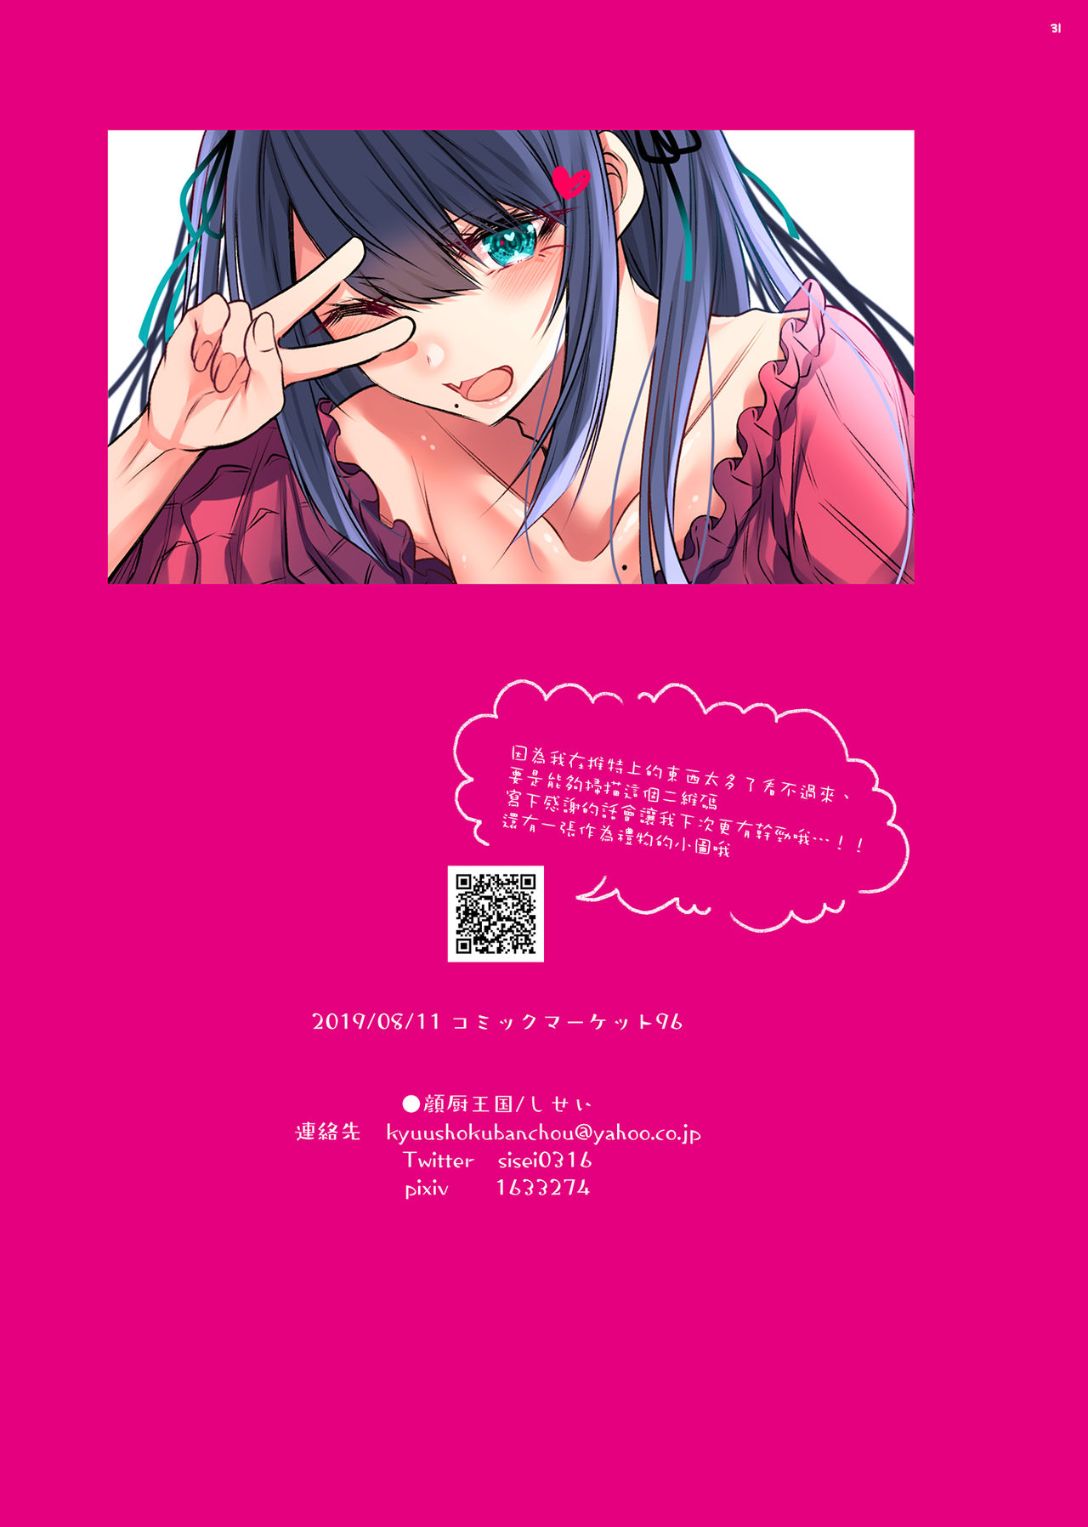 31
因為我在推特上的東西太多了看不過來、
要是能夠掃描這個二維碼
寫下感謝的話會讓我下次更有幹勁哦…！！
還有一張作為禮物的小圖哦
2019/08/11 コミックマーケット96
●顔厨王国/しせい
連絡先 kyuushokubanchou@yahoo.co.jp
Twitter sisei0316
pixiv 1633274